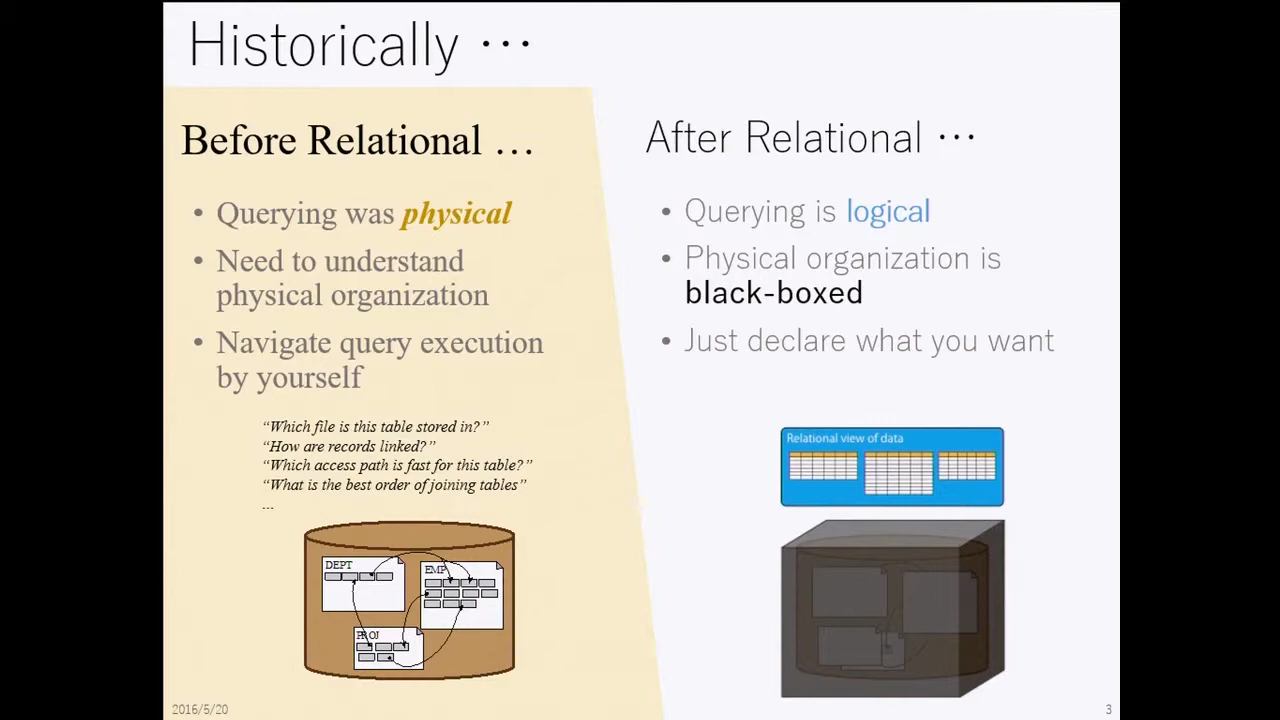 Historically …
Before Relational …
• Querying was physical
• Need to understand
physical organization
• Navigate query execution
by yourself
“Which file is this table stored in?”
“How are records linked?”
“Which access path is fast for this table?”
“What is the best order of joining tables”
...
DEPT
EMP
PROJ
After Relational …
• Querying is logical
• Physical organization is
black-boxed
• Just declare what you want
Relational view of data
2016/5/20
3